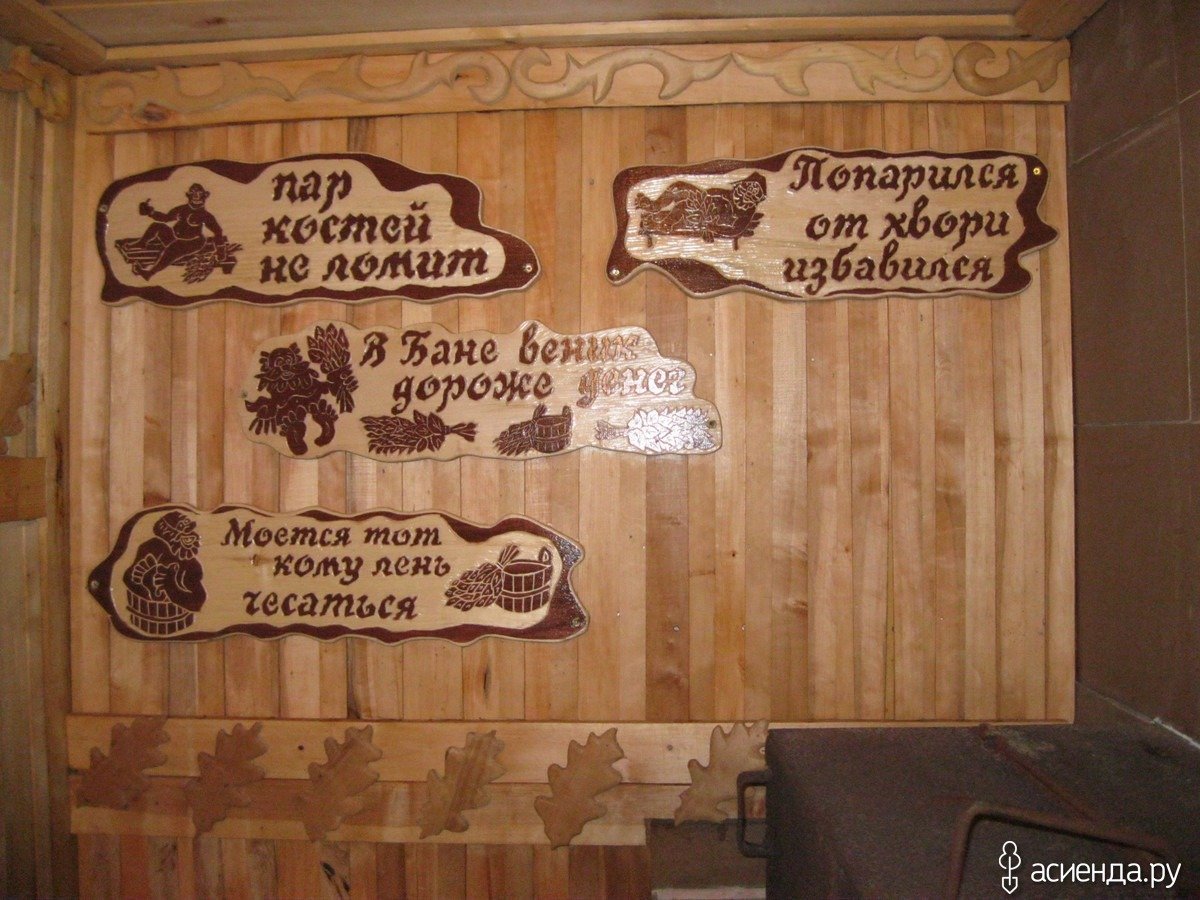 пар
костей
не ломит
Попарился
от хвори
избавился
В Бане веник
дороже денег
Моется тот
кому лень
чесаться
асиенда.ру